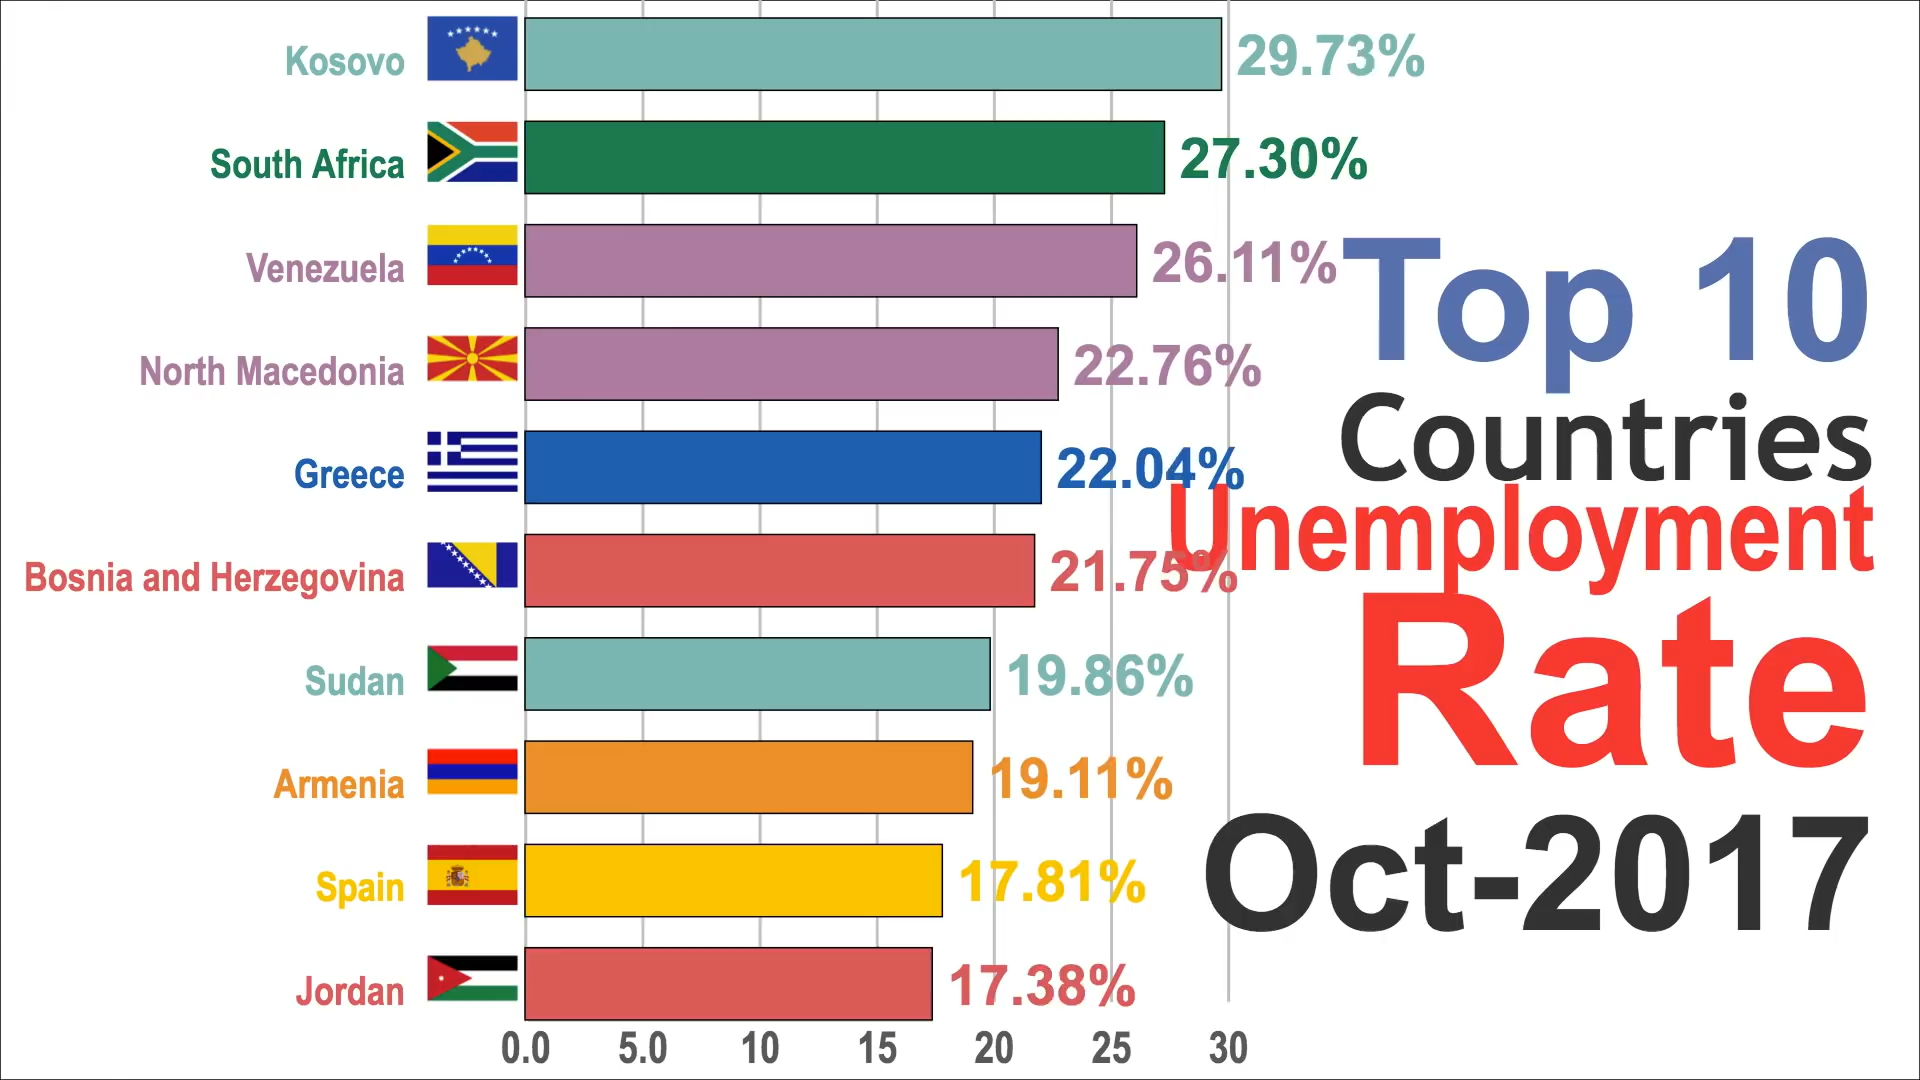 Kosovo 29.73%
South Africa 27.30%
Venezuela 26.11%
North Macedonia 22.76%
Greece 22.04%
Bosnia and Herzegovina 21.75%
Sudan 19.86%
Armenia 19.11%
Spain 17.81%
Jordan 17.38%
0.0 5.0 10 15 20 25 30
Top 10
Countries
Unemployment
Rate
Oct-2017